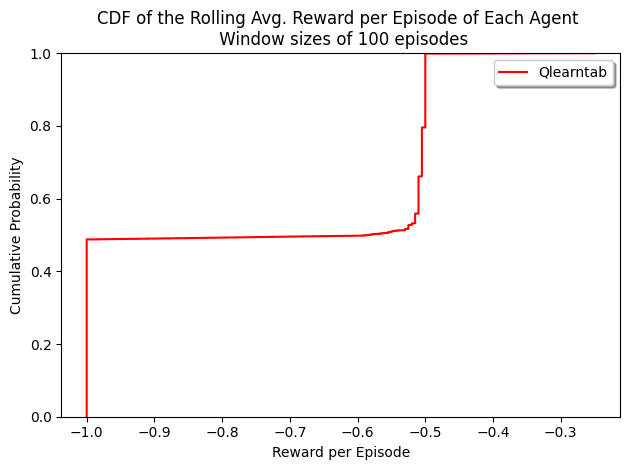 CDF of the Rolling Avg. Reward per Episode of Each Agent
Window sizes of 100 episodes
Qlearntab
Cumulative Probability
1.0
0.8
0.6
0.4
0.2
0.0
−1.0 −0.9 −0.8 −0.7 −0.6 −0.5 −0.4 −0.3
Reward per Episode